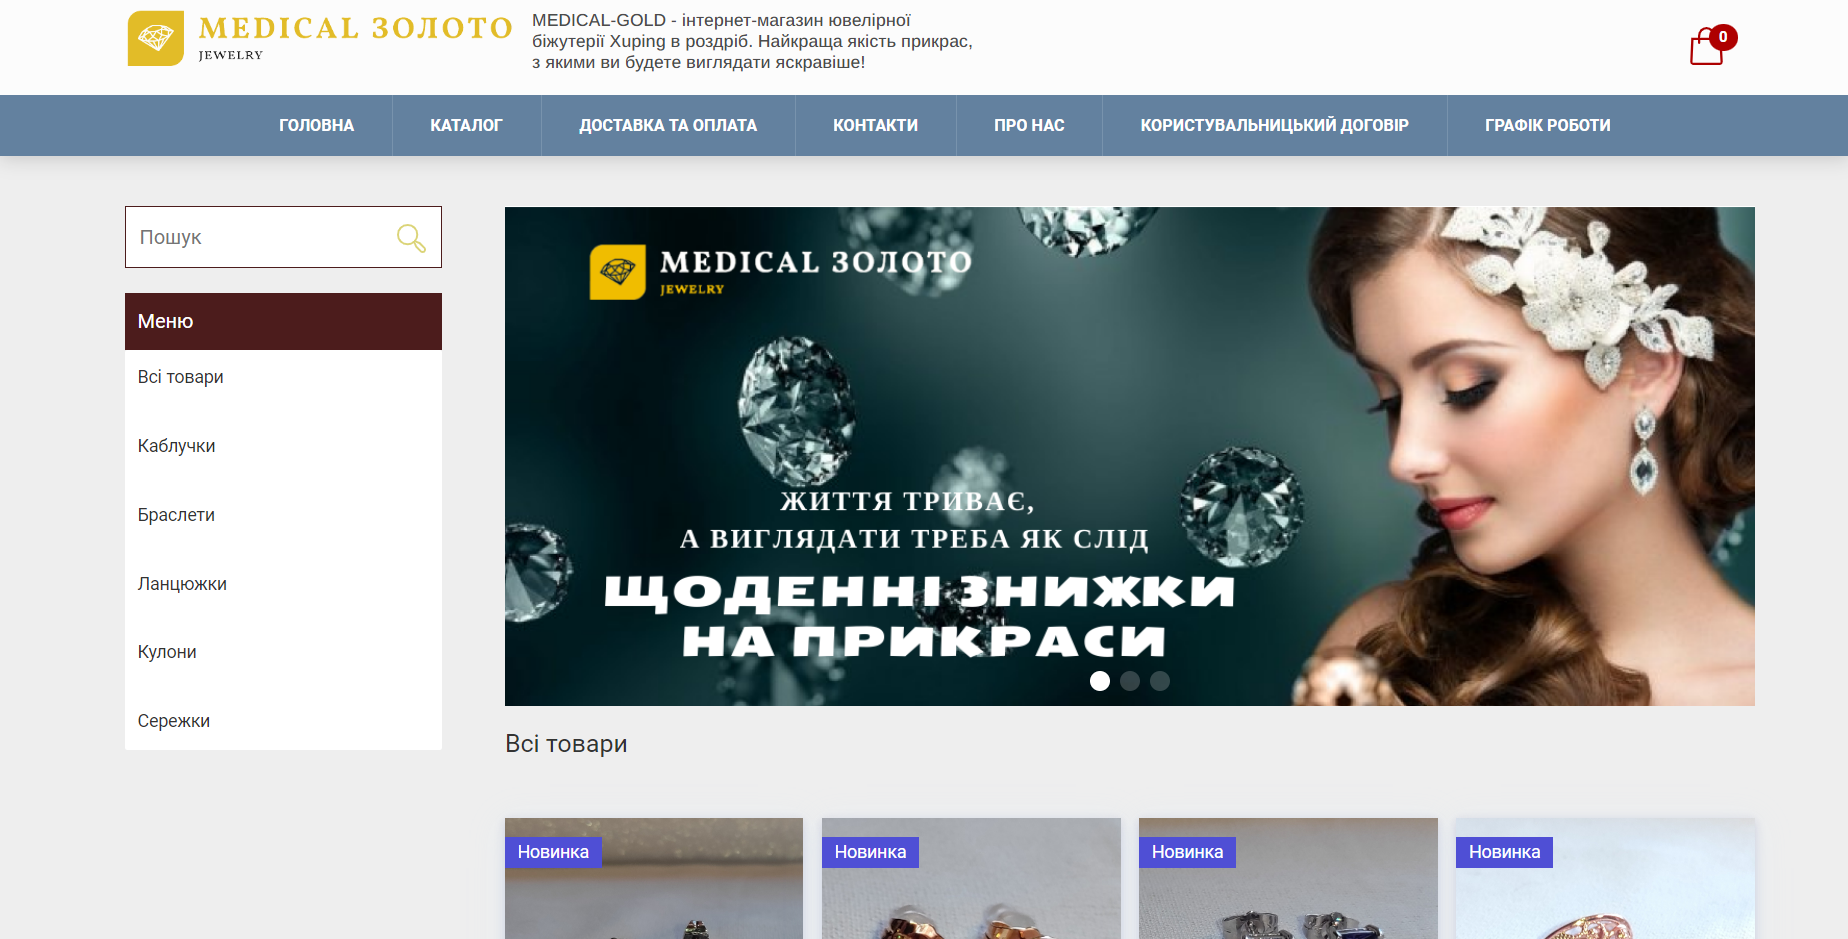 MEDICAL ЗОЛОТО
JEWELRY
MEDICAL-GOLD - інтернет-магазин ювелірної
біжутерії Xuping в роздріб. Найкраща якість прикрас,
з якими ви будете виглядати яскравіше!
0
ГОЛОВНА
КАТАЛОГ
ДОСТАВКА ТА ОПЛАТА
КОНТАКТИ
ПРО НАС
КОРИСТУВАЛЬНИЦЬКИЙ ДОГОВІР
ГРАФІК РОБОТИ
Пошук
Меню
Всі товари
Каблучки
Браслети
Ланцюжки
Кулони
Сережки
MEDICAL ЗОЛОТО
JEWELRY
ЖИТТЯ ТРИВАЄ,
А ВИГЛЯДАТИ ТРЕБА ЯК СЛІД
ЩОДЕННІ ЗНИЖКИ
НА ПРИКРАСИ
Всі товари
Новинка
Новинка
Новинка
Новинка